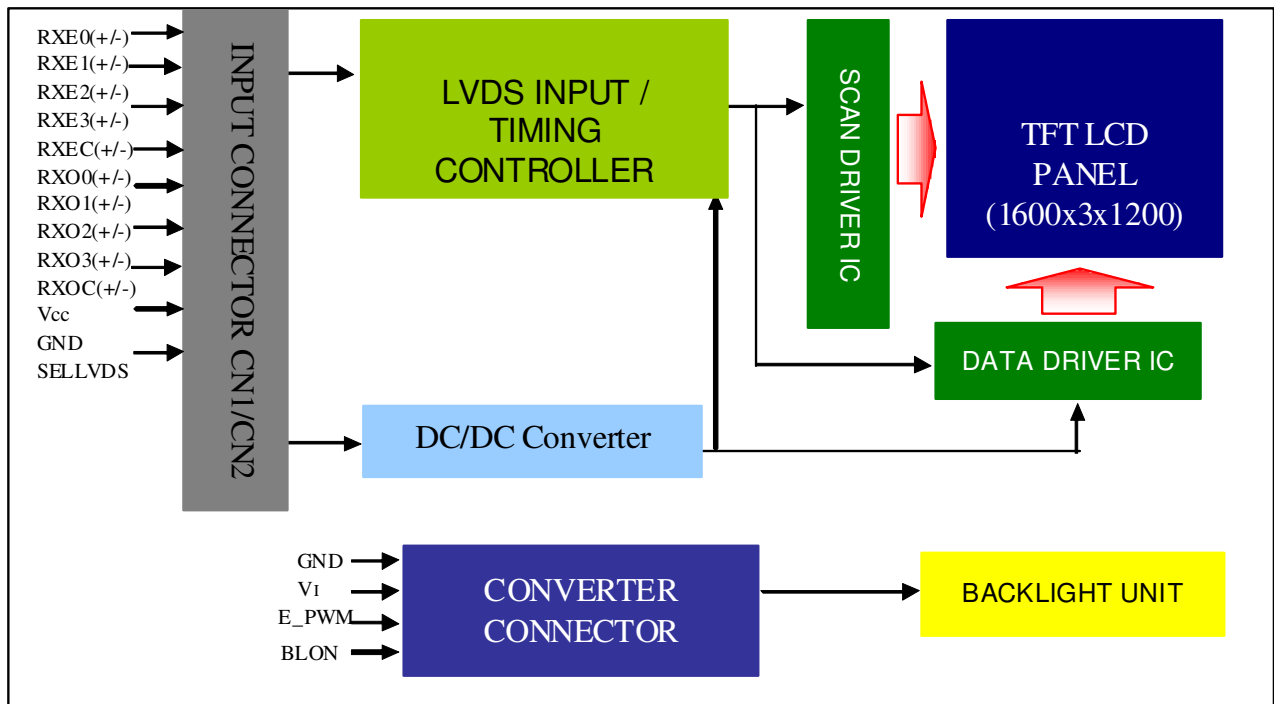 RXE0(+/-)
RXE1(+/-)
RXE2(+/-)
RXE3(+/-)
RXEC(+/-)
RXO0(+/-)
RXO1(+/-)
RXO2(+/-)
RXO3(+/-)
RXOC(+/-)
Vcc
GND
SELLVDS
INPUT CONNECTOR CN1/CN2
LVDS INPUT /
TIMING
CONTROLLER
SCAN DRIVER IC
TFT LCD
PANEL
(1600x3x1200)
DATA DRIVER IC
DC/DC Converter
GND
VI
E_PWM
BLON
CONVERTER
CONNECTOR
BACKLIGHT UNIT